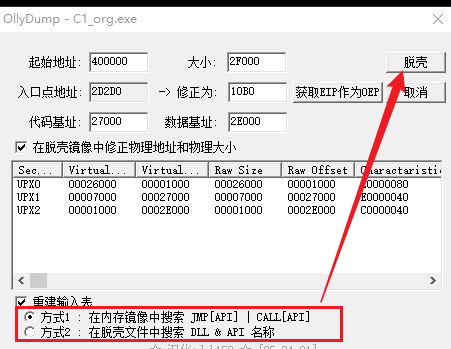 OllyDump - C1_org.exe
起始地址: 400000 大小: 2F000 脱壳
入口点地址: 2D2D0 -> 修正为: 10B0 获取EIP作为OEP 取消
代码基址: 27000 数据基址: 2E000
在脱壳镜像中修正物理地址和物理大小
Sec... Virtual... Virtual... Raw Size Raw Offset Charactaristic
UPX0 00026000 00001000 00026000 00001000 E0000080
UPX1 00007000 00027000 00007000 00027000 E0000040
UPX2 00001000 0002E000 00001000 0002E000 C0000040
重建输入表
方式1 : 在内存镜像中搜索 JMP[API] | CALL[API]
方式2 : 在脱壳文件中搜索 DLL & API 名称